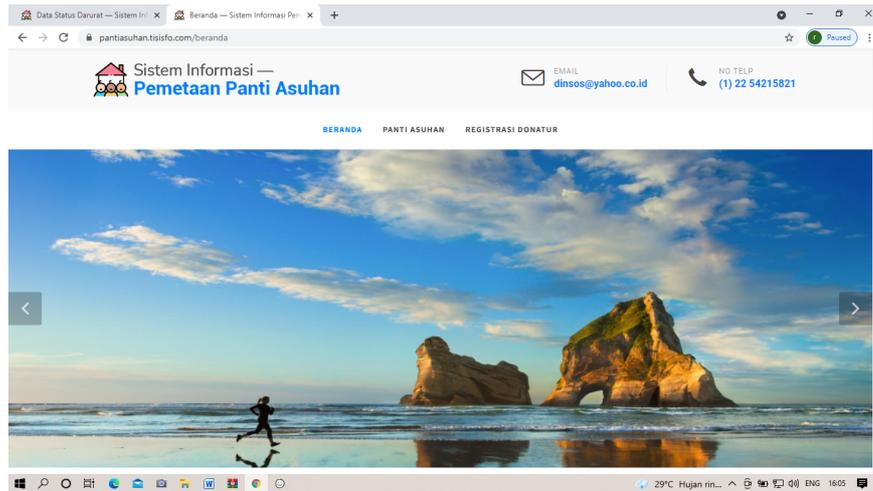 Data Status Darurat — Sistem Inf
Beranda — Sistem Informasi Pem
pantiasuhan.tisisfo.com/beranda
r Paused
Sistem Informasi —
Pemetaan Panti Asuhan
EMAIL
dinsos@yahoo.co.id
NO TELP
(1) 22 54215821
BERANDA PANTI ASUHAN REGISTRASI DONATUR
29°C Hujan rin... ENG 16:05